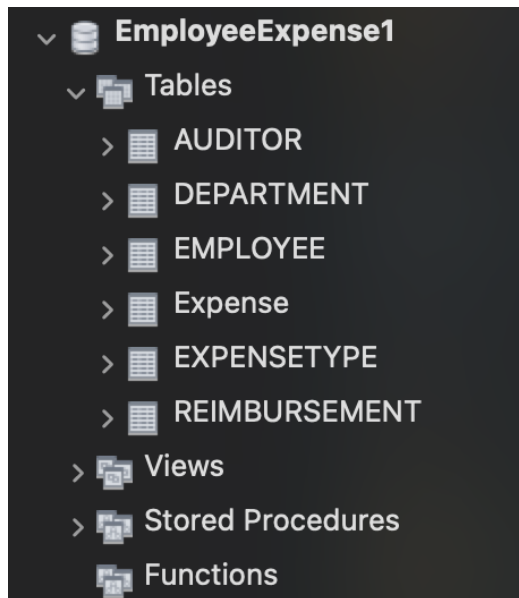 EmployeeExpense1
Tables
AUDITOR
DEPARTMENT
EMPLOYEE
Expense
EXPENSETYPE
REIMBURSEMENT
Views
Stored Procedures
Functions